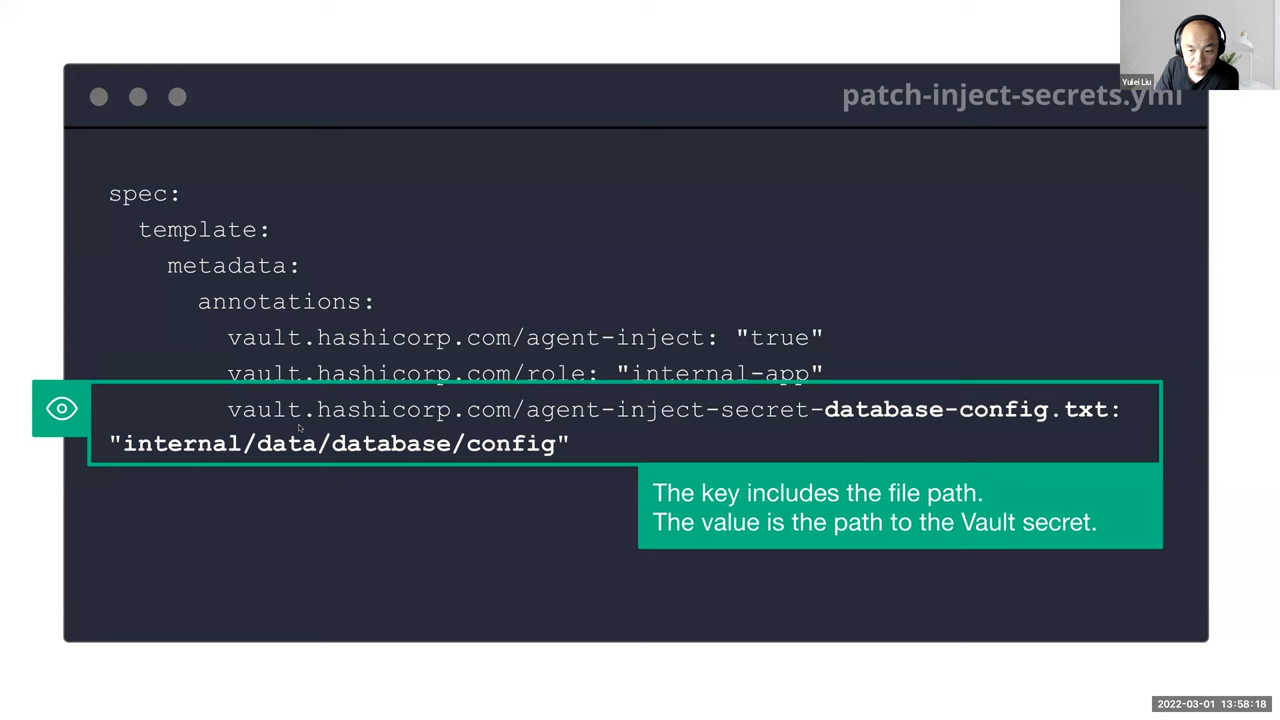 Yulei Liu
patch-inject-secrets.yml
spec:
template:
metadata:
annotations:
vault.hashicorp.com/agent-inject: "true"
vault.hashicorp.com/role: "internal-app"
vault.hashicorp.com/agent-inject-secret-database-config.txt:
"internal/data/database/config"
The key includes the file path.
The value is the path to the Vault secret.
2022-03-01 13:58:18